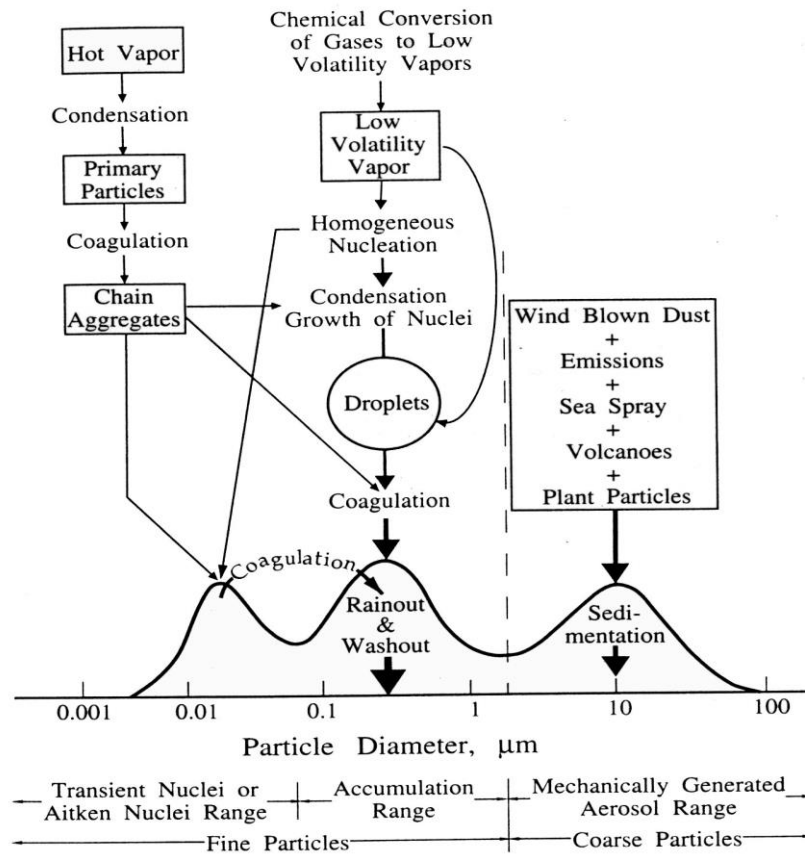 Hot Vapor
Condensation
Primary
Particles
Coagulation
Chain
Aggregates
Chemical Conversion
of Gases to Low
Volatility Vapors
Low
Volatility
Vapor
Homogeneous
Nucleation
Condensation
Growth of Nuclei
Droplets
Coagulation
Wind Blown Dust
+
Emissions
+
Sea Spray
+
Volcanoes
+
Plant Particles
Coagulation
Rainout
&
Washout
Sedi-
mentation
0.001 0.01 0.1 1 10 100
Particle Diameter, μm
Transient Nuclei or
Aitken Nuclei Range
Accumulation
Range
Mechanically Generated
Aerosol Range
Fine Particles
Coarse Particles